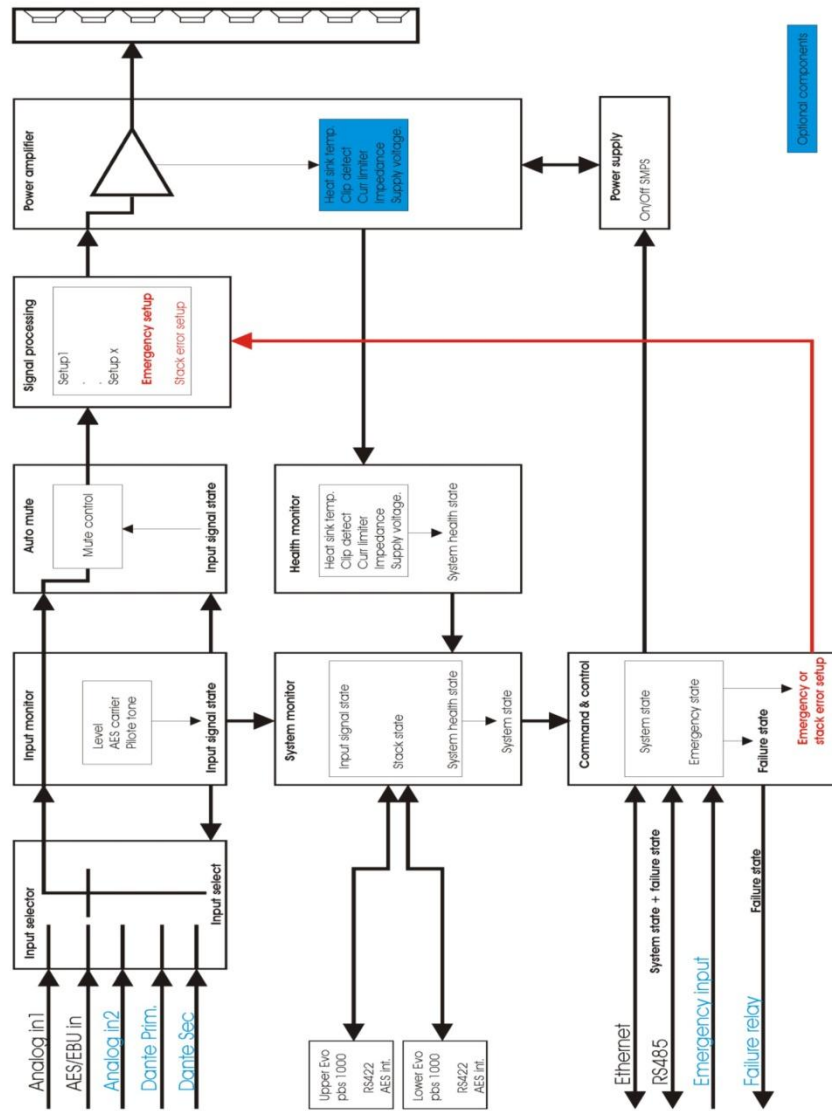 Analog in1
AES/EBU in
Analog in2
Dante Prim.
Dante Sec
Input selector
Input select
Input monitor
Level
AES carrier
Pilote tone
Input signal state
Auto mute
Mute control
Input signal state
Signal processing
Setup1
.
.
Setup x
Emergency setup
Stack error setup
Power amplifier
Heat sink temp.
Clip detect
Curr limiter
Impedance
Supply voltage.
Upper Evo
pbs 1000
RS422
AES int.
Lower Evo
pbs 1000
RS422
AES int.
System monitor
Input signal state
Stack state
System health state
System state
Health monitor
Heat sink temp.
Clip detect
Curr limiter
Impedance
Supply voltage.
System health state
Ethernet
RS485
System state + failure state
Emergency input
Failure relay
Failure state
Command & control
System state
Emergency state
Failure state
Emergency or
stack error setup
Power supply
On/Off SMPS
Optional components